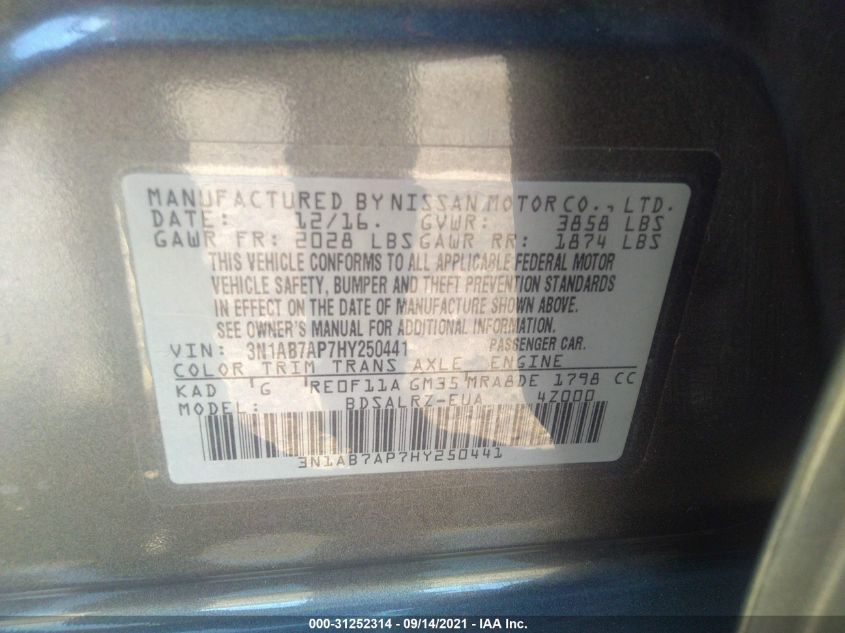 MANUFACTURED BY NISSAN MOTOR CO., LTD.
DATE: 12/16. GVWR: 3858 LBS
GAWR FR: 2028 LBS GAWR RR: 1874 LBS
THIS VEHICLE CONFORMS TO ALL APPLICABLE FEDERAL MOTOR
VEHICLE SAFETY, BUMPER AND THEFT PREVENTION STANDARDS
IN EFFECT ON THE DATE OF MANUFACTURE SHOWN ABOVE.
SEE OWNER'S MANUAL FOR ADDITIONAL INFORMATION.
VIN: 3N1AB7AP7HY250441 PASSENGER CAR.
COLOR TRIM TRANS AXLE ENGINE
KAD G RE0F11A GM35 MRA8DE 1798 CC
MODEL: BDSALRZ-EUA 4Z000
3N1AB7AP7HY250441
000-31252314 - 09/14/2021 - IAA Inc.